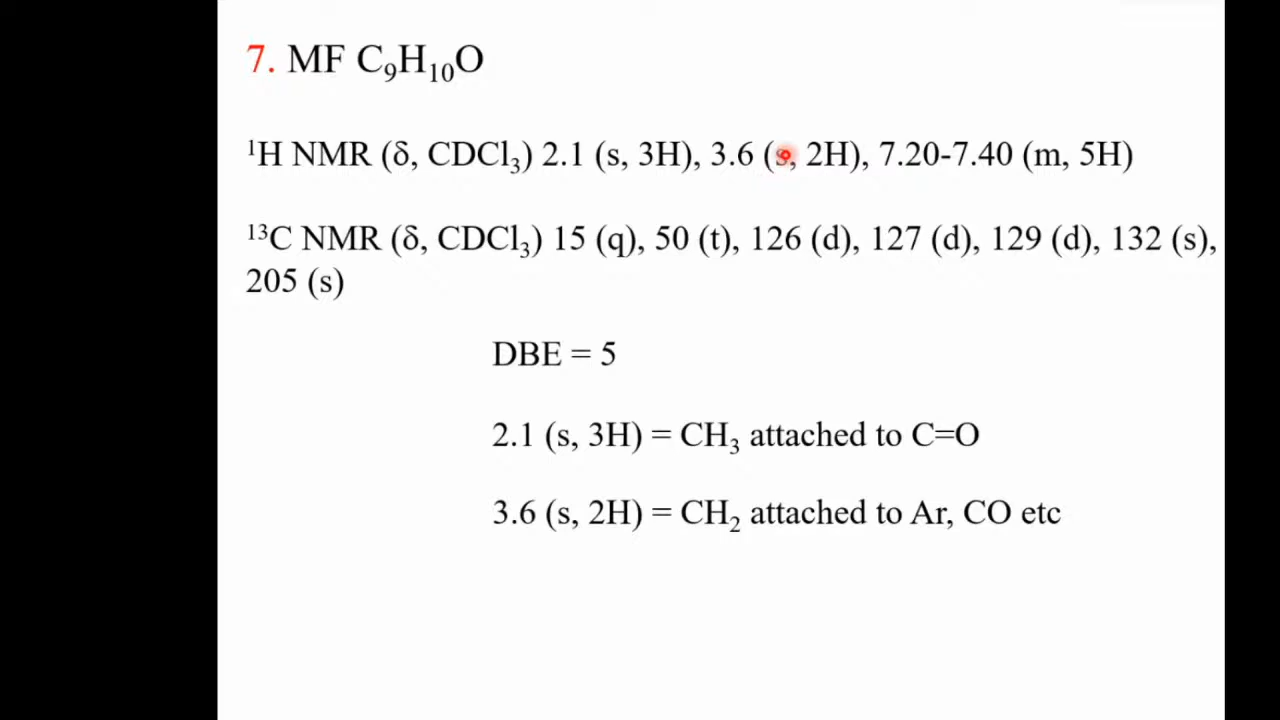 7. MF C₉H₁₀O
¹H NMR (δ, CDCl₃) 2.1 (s, 3H), 3.6 (s, 2H), 7.20-7.40 (m, 5H)
¹³C NMR (δ, CDCl₃) 15 (q), 50 (t), 126 (d), 127 (d), 129 (d), 132 (s),
205 (s)
DBE = 5
2.1 (s, 3H) = CH₃ attached to C=O
3.6 (s, 2H) = CH₂ attached to Ar, CO etc